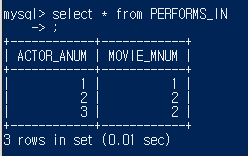 mysql> select * from PERFORMS_IN
    -> ;
+------------+------------+
| ACTOR_ANUM | MOVIE_MNUM |
+------------+------------+
|          1 |          1 |
|          2 |          2 |
|          3 |          2 |
+------------+------------+
3 rows in set (0.01 sec)